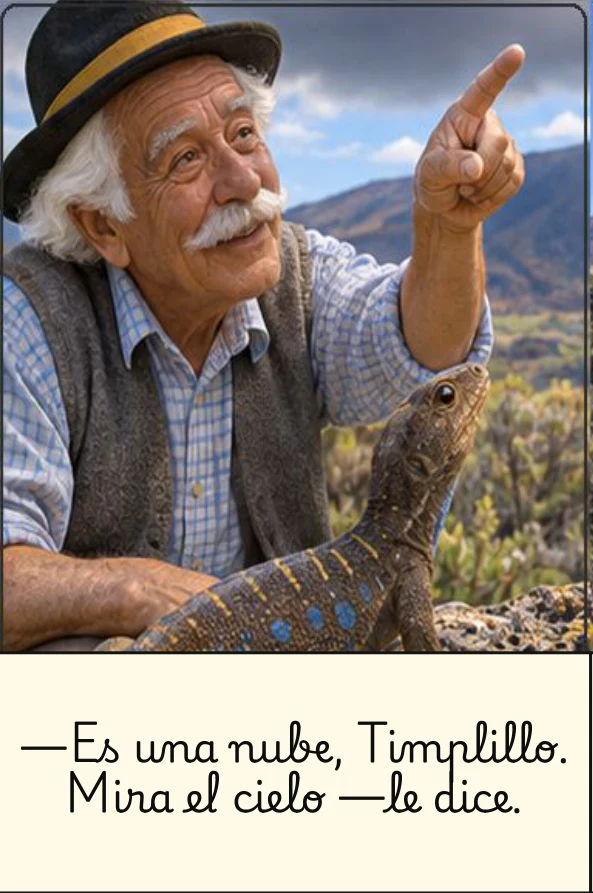 —Es una nube, Timplillo.
Mira el cielo —le dice.